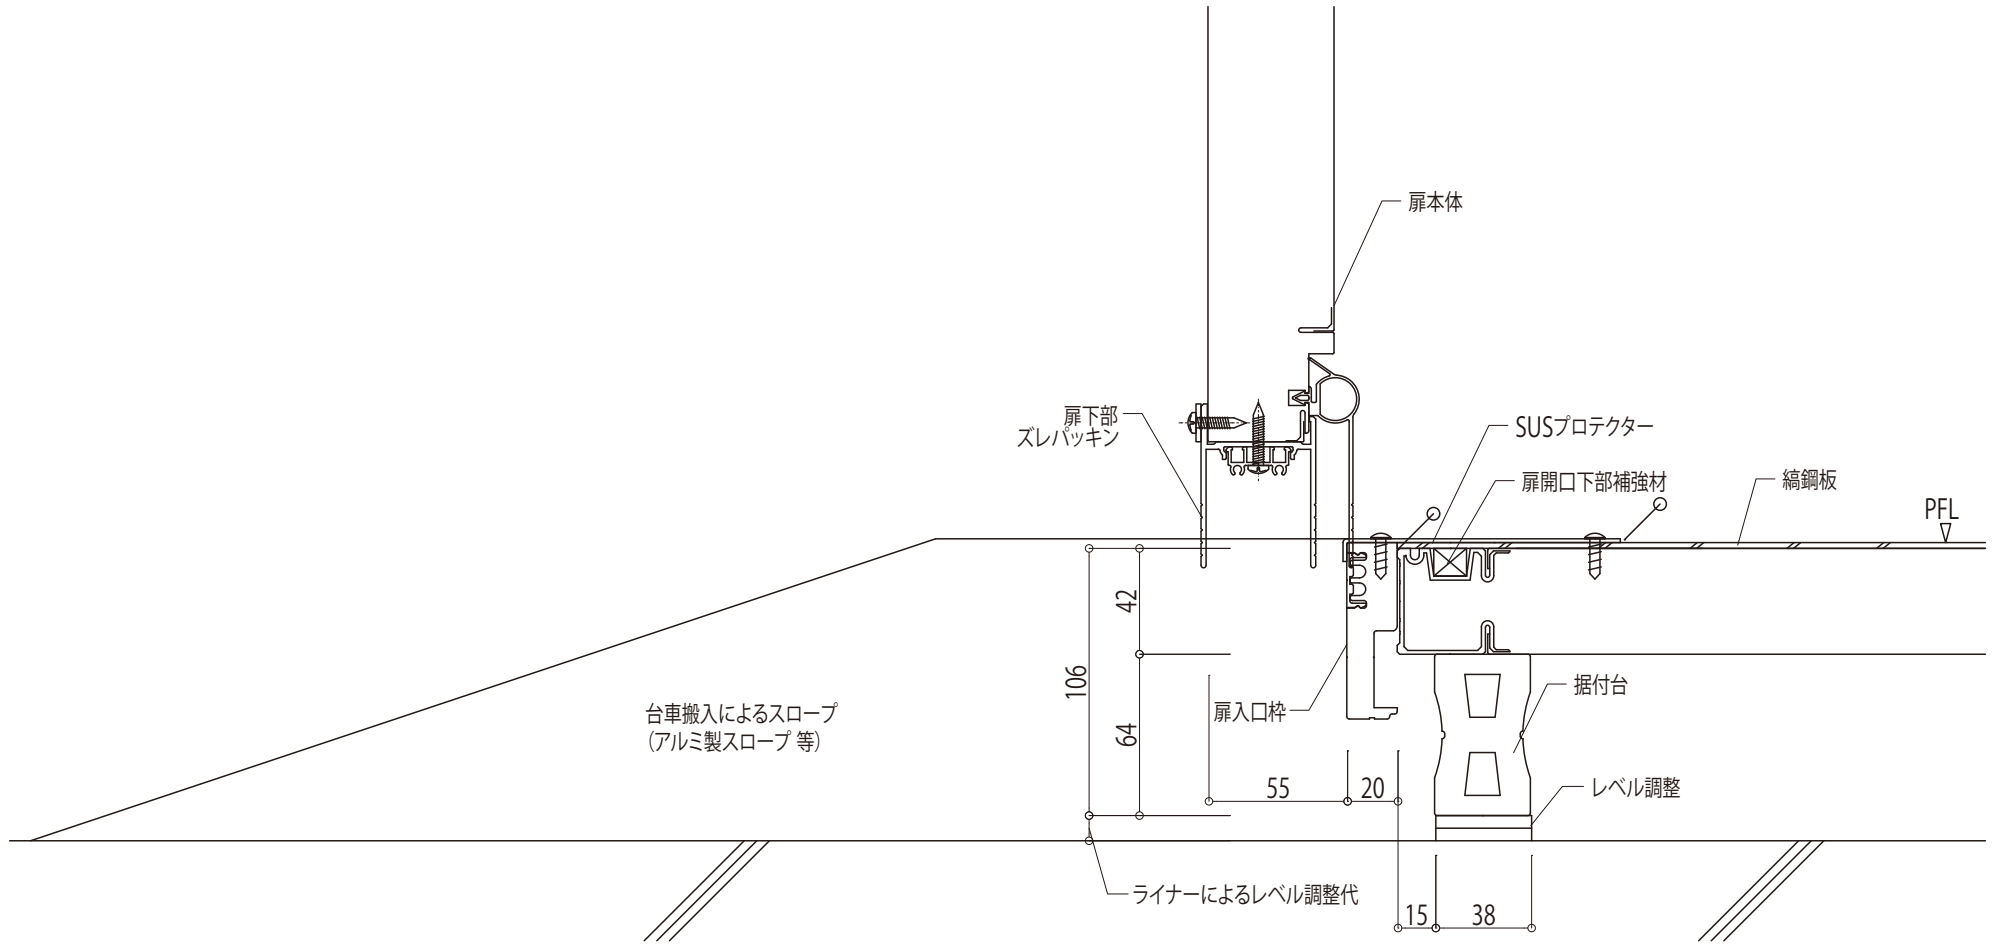 扉本体
扉下部
ズレパッキン
SUSプロテクター
扉開口下部補強材
縞鋼板
PFL
42
106
64
台車搬入によるスロープ
（アルミ製スロープ 等）
扉入口枠
据付台
55
20
レベル調整
ライナーによるレベル調整代
15
38